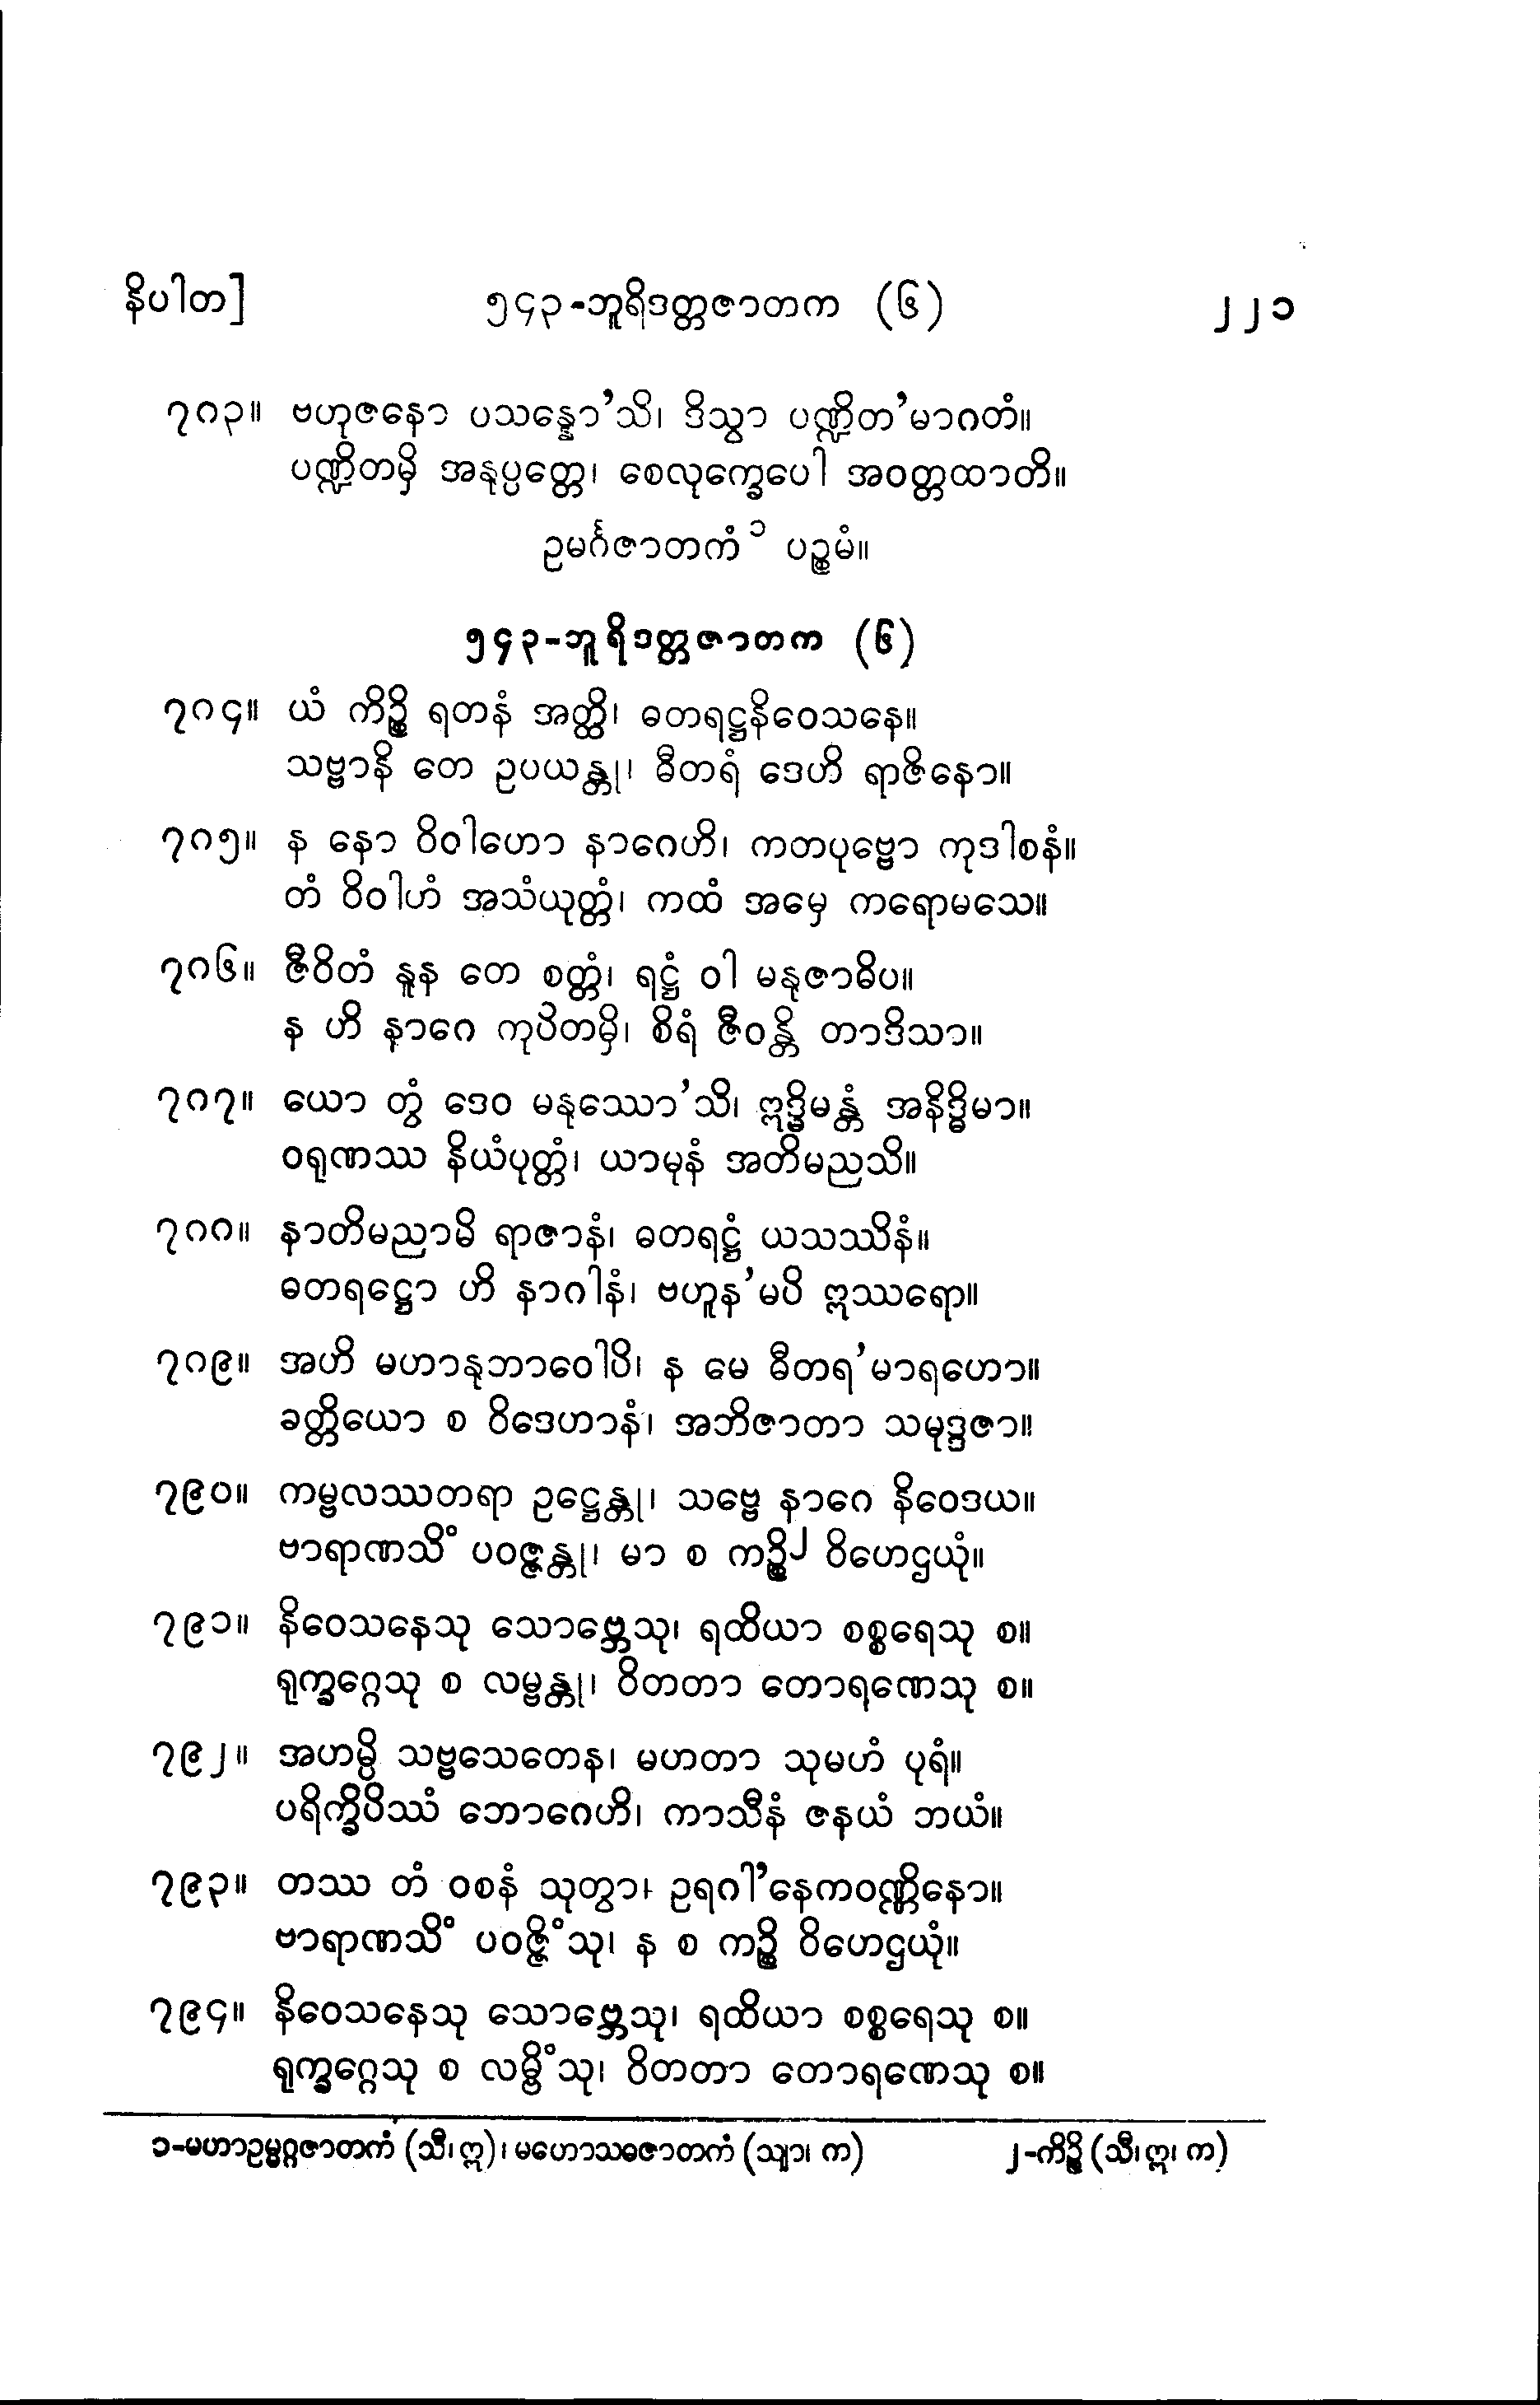 နိပါတ] ၅၄၃-ဘူရိဒတ္တဇာတက (၆) ၂၂၁
၇၈၃။ ဗဟုဇနော ပသန္နော’သိ၊ ဒိသွာ ပဏ္ဍိတ’မာဂတံ။
ပဏ္ဍိတမှိ အနုပ္ပတ္တေ၊ စေလုက္ခေပေါ အဝတ္တထာတိ။
ဥမင်္ဂဇာတကံ ၁ ပဉ္စမံ။
၅၄၃-ဘူရိဒတ္တဇာတက (၆)
၇၈၄။ ယံ ကိဉ္စိ ရတနံ အတ္ထိ၊ ဓတရဋ္ဌနိဝေသနေ။
သဗ္ဗာနိ တေ ဥပယန္တု၊ ဓီတရံ ဒေဟိ ရာဇိနော။
၇၈၅။ န နော ဝိဝါဟော နာဂေဟိ၊ ကတပုဗ္ဗော ကုဒါစနံ။
တံ ဝိဝါဟံ အသံယုတ္တံ၊ ကထံ အမှေ ကရောမသေ။
၇၈၆။ ဇီဝိတံ နူန တေ စတ္တံ၊ ရဋ္ဌံ ဝါ မနုဇာဓိပ။
န ဟိ နာဂေ ကုပိတမှိ၊ စိရံ ဇီဝန္တိ တာဒိသာ။
၇၈၇။ ယော တွံ ဒေဝ မနုဿော’သိ၊ ဣဒ္ဓိမန္တံ အနိဒ္ဓိမာ။
ဝရုဏဿ နိယံပုတ္တံ၊ ယာမုနံ အတိမညသိ။
၇၈၈။ နာတိမညာမိ ရာဇာနံ၊ ဓတရဋ္ဌံ ယသဿိနံ။
ဓတရဋ္ဌော ဟိ နာဂါနံ၊ ဗဟူန’မပိ ဣဿရော။
၇၈၉။ အဟိ မဟာနုဘာဝေါပိ၊ န မေ ဓီတရ’မာရဟော။
ခတ္တိယော စ ဝိဒေဟာနံ၊ အဘိဇာတာ သမုဒ္ဒဇာ။
၇၉၀။ ကမ္ဗလဿတရာ ဥဋ္ဌေန္တု၊ သဗ္ဗေ နာဂေ နိဝေဒယ။
ဗာရာဏသိံ ပဝဇ္ဇန္တု၊ မာ စ ကဉ္စိ၂ ဝိဟေဌယုံ။
၇၉၁။ နိဝေသနေသု သောဗ္ဘေသု၊ ရထိယာ စစ္စရေသု စ။
ရုက္ခဂ္ဂေသု စ လမ္ဗန္တု၊ ဝိတတာ တောရဏေသု စ။
၇၉၂။ အဟမ္ပိ သဗ္ဗသေတေန၊ မဟတာ သုမဟံ ပုရံ။
ပရိက္ခိပိဿံ ဘောဂေဟိ၊ ကာသီနံ ဇနယံ ဘယံ။
၇၉၃။ တဿ တံ ဝစနံ သုတွာ၊ ဥရဂါ’နေကဝဏ္ဏိနော။
ဗာရာဏသိံ ပဝဇ္ဇိံသု၊ န စ ကဉ္စိ ဝိဟေဌယုံ။
၇၉၄။ နိဝေသနေသု သောဗ္ဘေသု၊ ရထိယာ စစ္စရေသု စ။
ရုက္ခဂ္ဂေသု စ လမ္ဗိံသု၊ ဝိတတာ တောရဏေသု စ။
၁-မဟာဥမ္မဂ္ဂဇာတကံ (သီ၊ ဣ)၊ မဟောသဓဇာတကံ (သျာ၊ က) ၂-ကိဉ္စိ (သီ၊ ဣ၊ က)